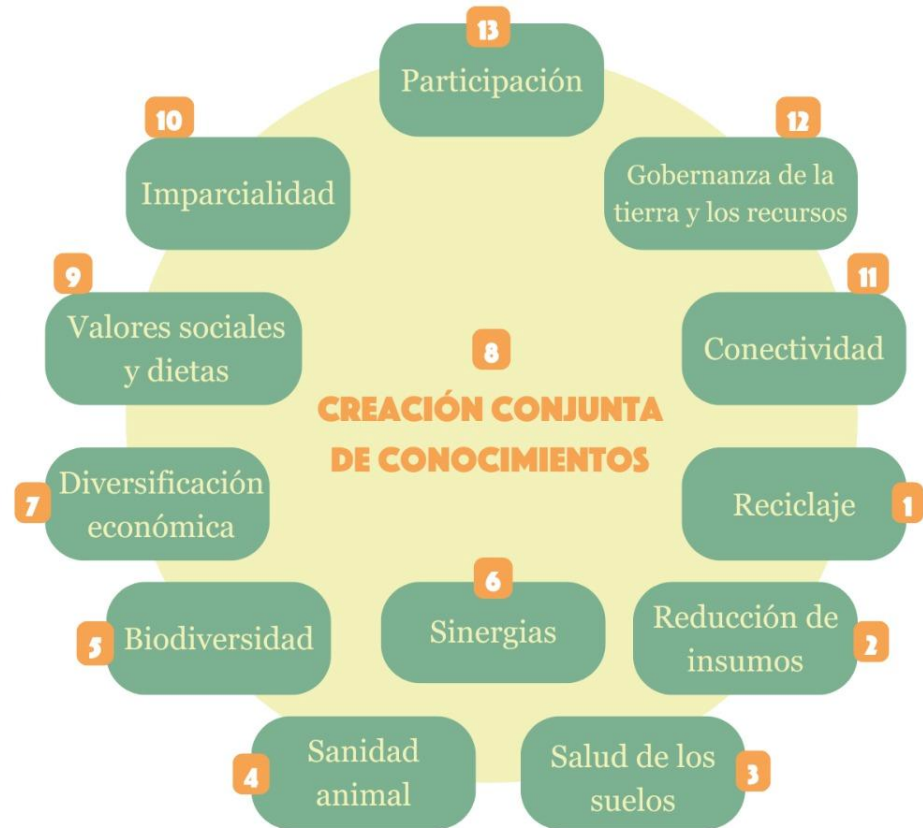 13
Participación
10
Imparcialidad
12
Gobernanza de la
tierra y los recursos
9
Valores sociales
y dietas
11
Conectividad
8
CREACIÓN CONJUNTA
DE CONOCIMIENTOS
7
Diversificación
económica
Reciclaje
1
5
Biodiversidad
6
Sinergias
Reducción de
insumos
2
4
Sanidad
animal
Salud de los
suelos
3